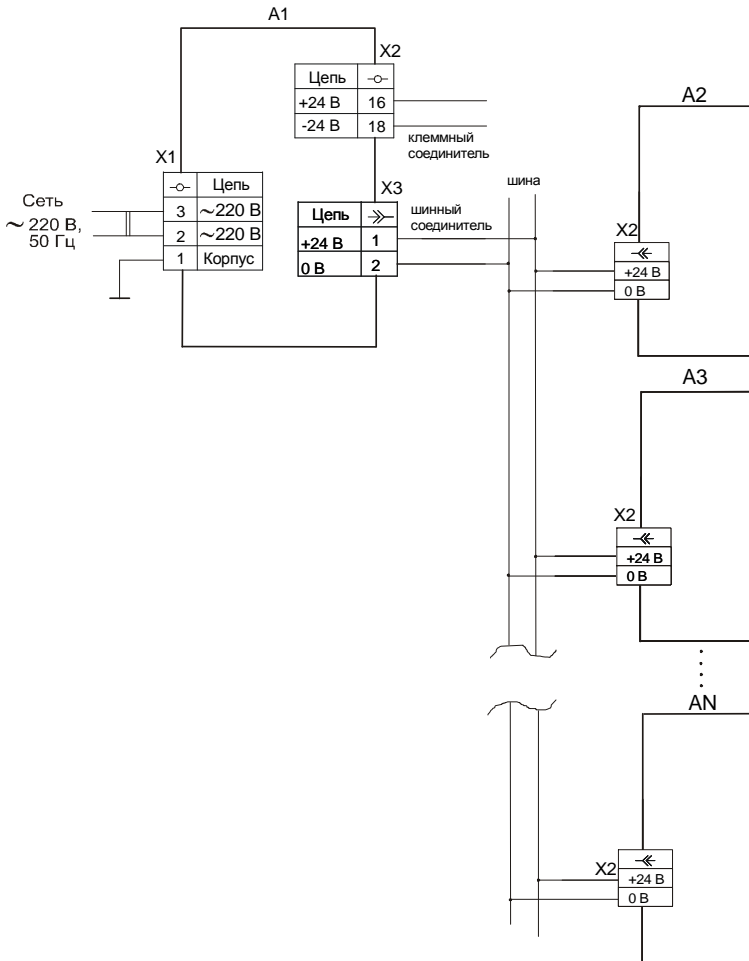 A1
X2
Цепь
+24 В 16
-24 В 18
клеммный
соединитель
X1
Цепь
3 ~220 В
2 ~220 В
1 Корпус
Сеть
~ 220 В,
50 Гц
X3
Цепь
+24 В 1
0 В 2
шинный
соединитель
шина
A2
X2
+24 В
0 В
A3
X2
+24 В
0 В
AN
X2
+24 В
0 В